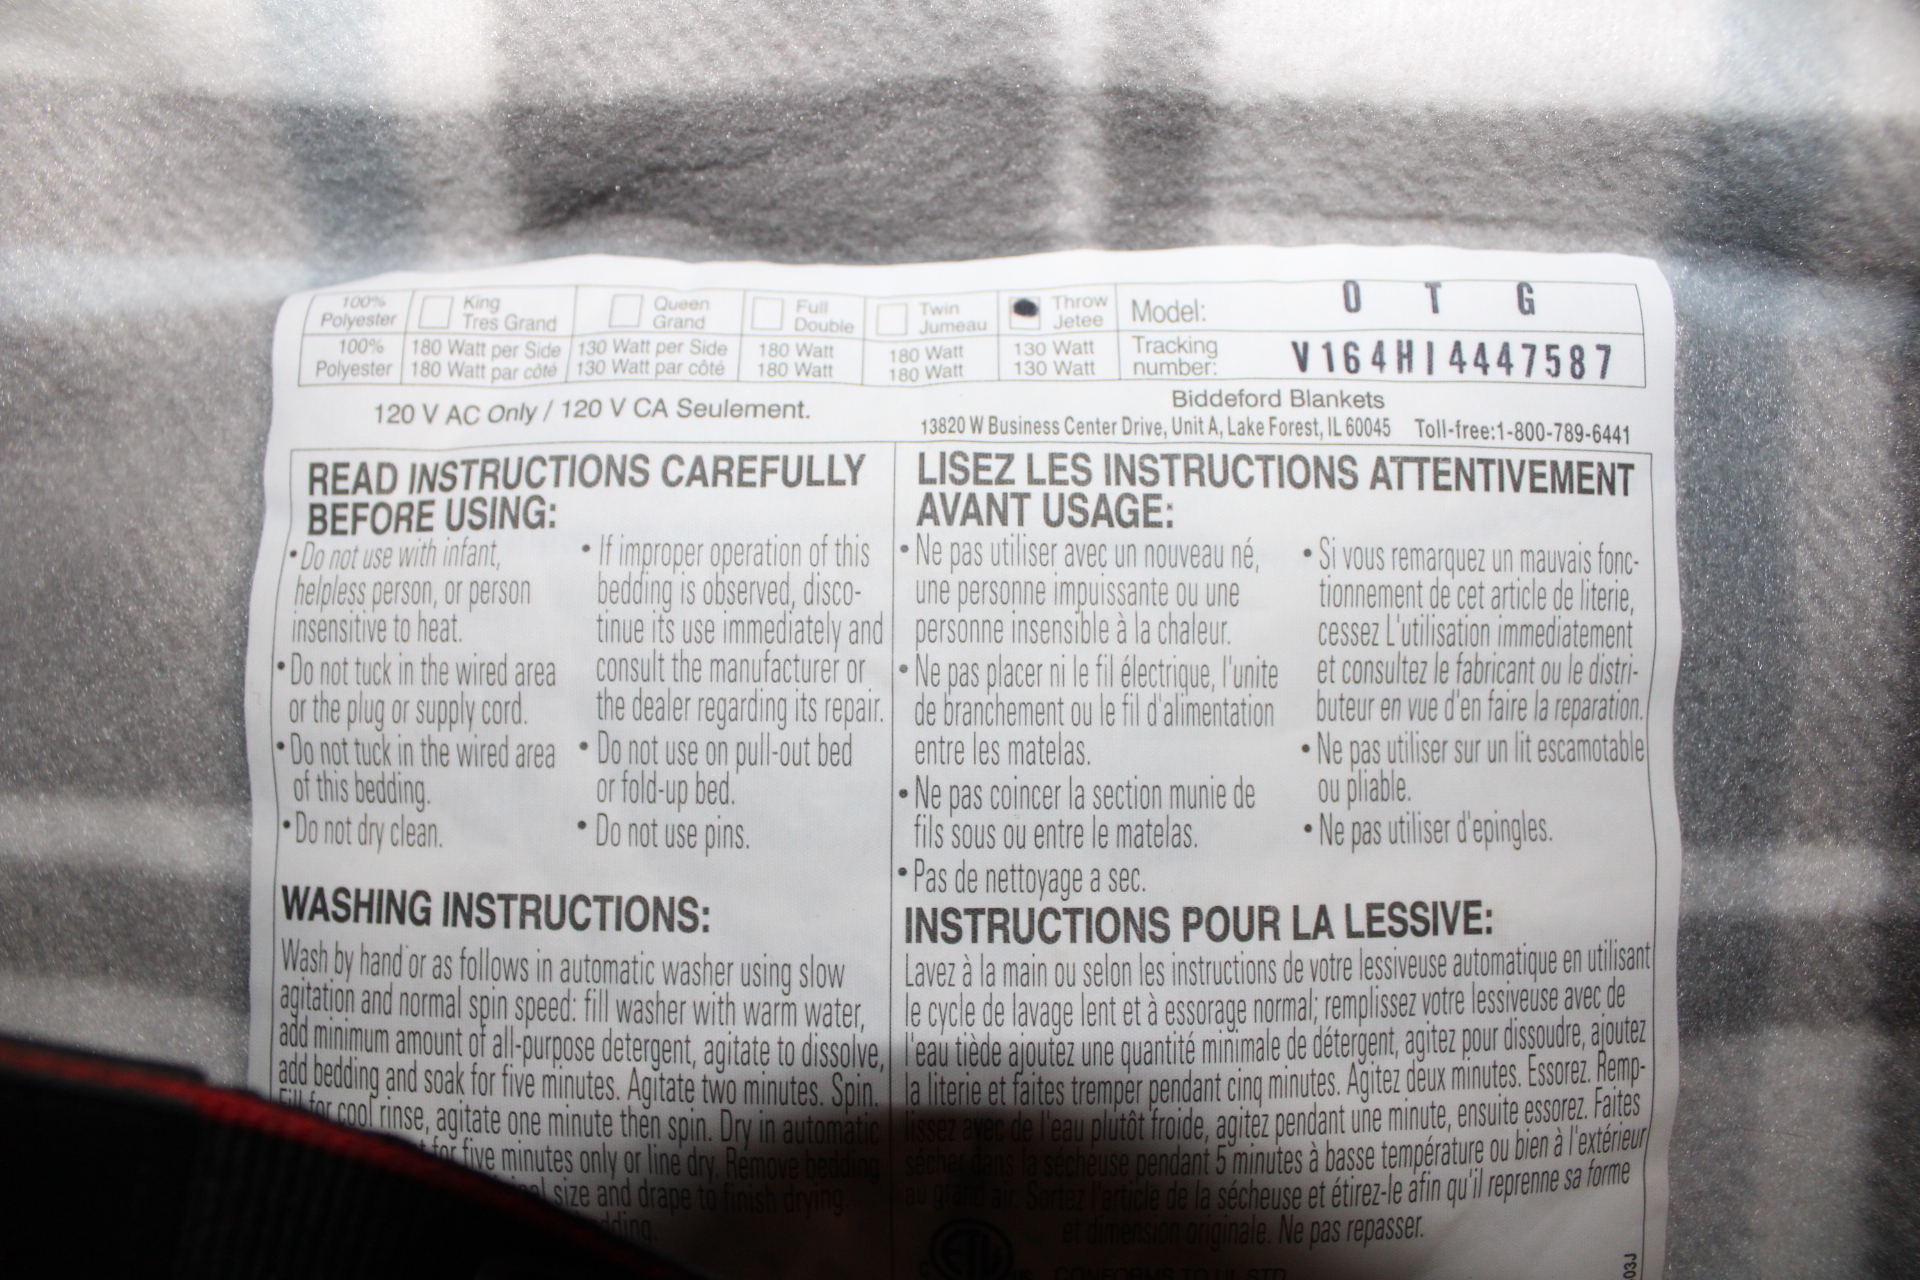 100% Polyester King Tres Grand Queen Grand Full Double Twin Jumeau Throw Jetee Model: O T G
100% Polyester 180 Watt per Side 180 Watt par côté 130 Watt per Side 130 Watt par côté 180 Watt 180 Watt 180 Watt 180 Watt 130 Watt 130 Watt Tracking number: V164HI4447587
120 V AC Only / 120 V CA Seulement.
Biddeford Blankets
13820 W Business Center Drive, Unit A, Lake Forest, IL 60045 Toll-free:1-800-789-6441
READ INSTRUCTIONS CAREFULLY
BEFORE USING:
• Do not use with infant,
helpless person, or person
insensitive to heat.
• Do not tuck in the wired area
or the plug or supply cord.
• Do not tuck in the wired area
of this bedding.
• Do not dry clean.
• If improper operation of this
bedding is observed, disco-
tinue its use immediately and
consult the manufacturer or
the dealer regarding its repair.
• Do not use on pull-out bed
or fold-up bed.
• Do not use pins.
WASHING INSTRUCTIONS:
Wash by hand or as follows in automatic washer using slow
agitation and normal spin speed: fill washer with warm water,
add minimum amount of all-purpose detergent, agitate to dissolve,
add bedding and soak for five minutes. Agitate two minutes. Spin.
Fill for cool rinse, agitate one minute then spin. Dry in automatic
for five minutes only or line dry. Remove bedding
size and drape to finish drying.
LISEZ LES INSTRUCTIONS ATTENTIVEMENT
AVANT USAGE:
• Ne pas utiliser avec un nouveau né,
une personne impuissante ou une
personne insensible à la chaleur.
• Ne pas placer ni le fil électrique, l'unite
de branchement ou le fil d'alimentation
entre les matelas.
• Ne pas coincer la section munie de
fils sous ou entre le matelas.
• Pas de nettoyage a sec.
• Si vous remarquez un mauvais fonc-
tionnement de cet article de literie,
cessez L'utilisation immediatement
et consultez le fabricant ou le distri-
buteur en vue d'en faire la reparation.
• Ne pas utiliser sur un lit escamotable
ou pliable.
• Ne pas utiliser d'epingles.
INSTRUCTIONS POUR LA LESSIVE:
Lavez à la main ou selon les instructions de votre lessiveuse automatique en utilisant
le cycle de lavage lent et à essorage normal; remplissez votre lessiveuse avec de
l'eau tiède ajoutez une quantité minimale de détergent, agitez pour dissoudre, ajoutez
la literie et faites tremper pendant cinq minutes. Agitez deux minutes. Essorez. Remp-
lissez avec de l'eau plutôt froide, agitez pendant une minute, ensuite essorez. Faites
sécher dans la sécheuse pendant 5 minutes à basse température ou bien à l'extérieur
au grand air. Sortez l'article de la sécheuse et étirez-le afin qu'il reprenne sa forme
et dimension originale. Ne pas repasser.
ETL
CONFORMS TO UL STD
03J